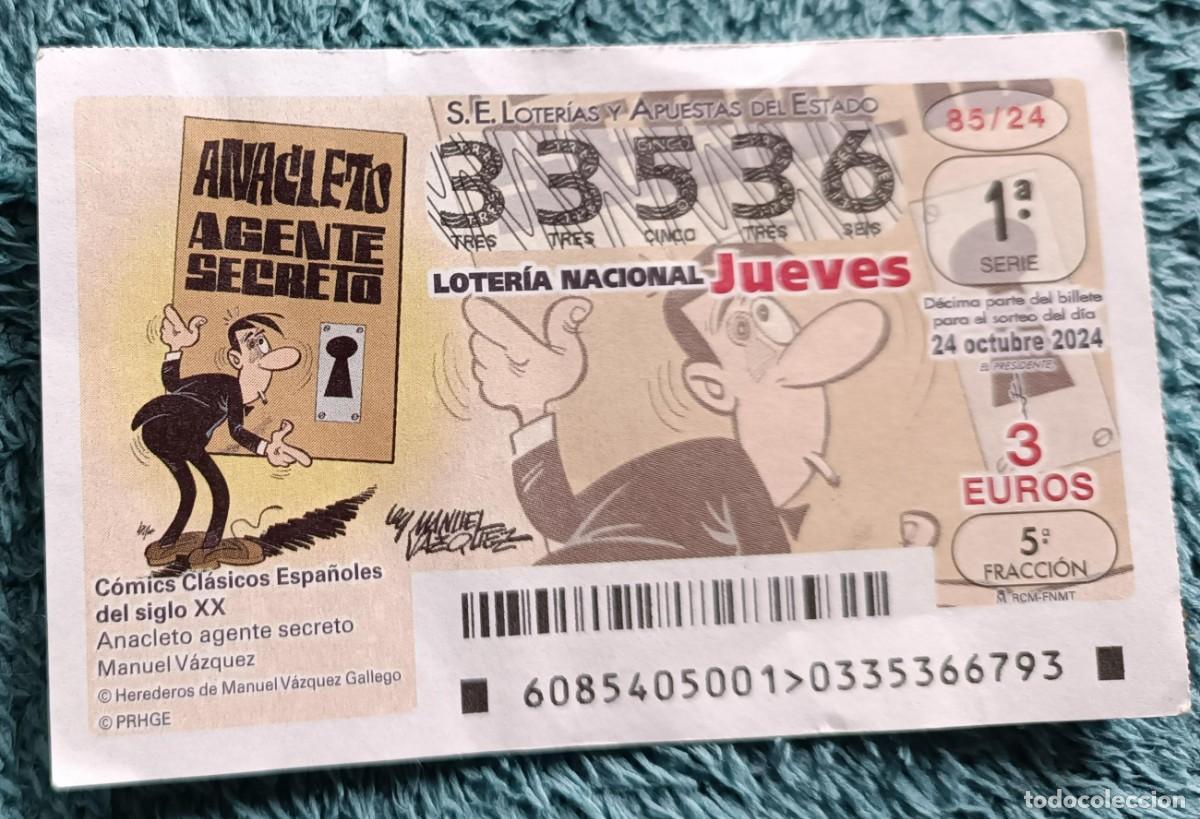 ANACLETO
AGENTE
SECRETO
S.E. LOTERÍAS Y APUESTAS DEL ESTADO
33536
TRES TRES CINCO TRES SEIS
LOTERÍA NACIONAL Jueves
85/24
1ª
SERIE
Décima parte del billete
para el sorteo del día
24 octubre 2024
EL PRESIDENTE
3
EUROS
5ª
FRACCIÓN
RCM-FNMT
by MANUEL
VAZQUEZ
Cómics Clásicos Españoles
del siglo XX
Anacleto agente secreto
Manuel Vázquez
© Herederos de Manuel Vázquez Gallego
© PRHGE
6085405001>0335366793
todocoleccion